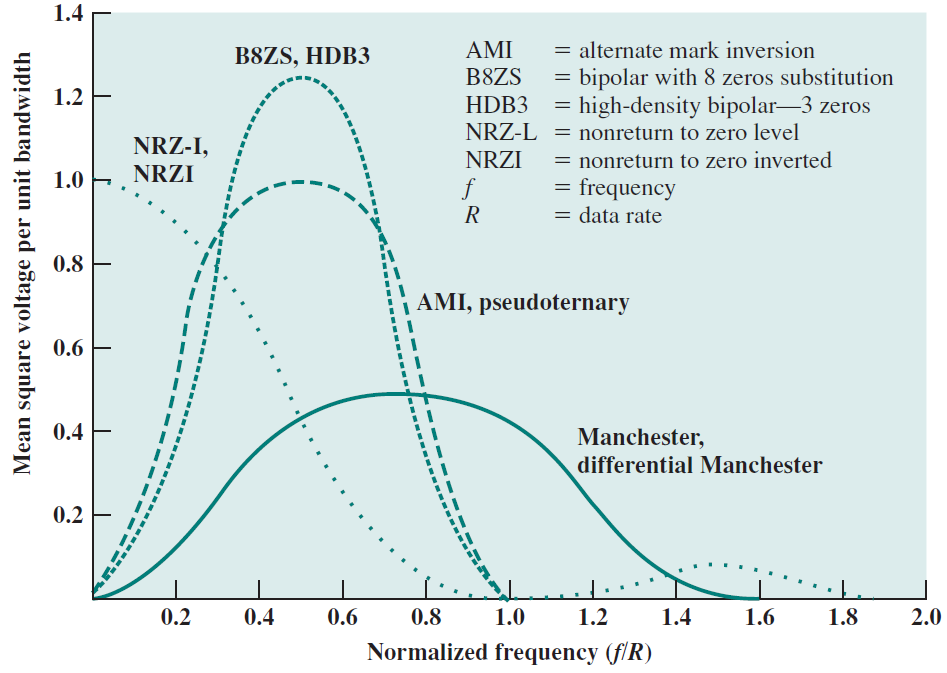 1.4
B8ZS, HDB3
AMI = alternate mark inversion
B8ZS = bipolar with 8 zeros substitution
HDB3 = high-density bipolar—3 zeros
NRZ-L = nonreturn to zero level
NRZI = nonreturn to zero inverted
f = frequency
R = data rate
1.2
NRZ-I,
NRZI
1.0
0.8
AMI, pseudoternary
0.6
0.4
Manchester,
differential Manchester
0.2
Mean square voltage per unit bandwidth
0.2 0.4 0.6 0.8 1.0 1.2 1.4 1.6 1.8 2.0
Normalized frequency (f/R)